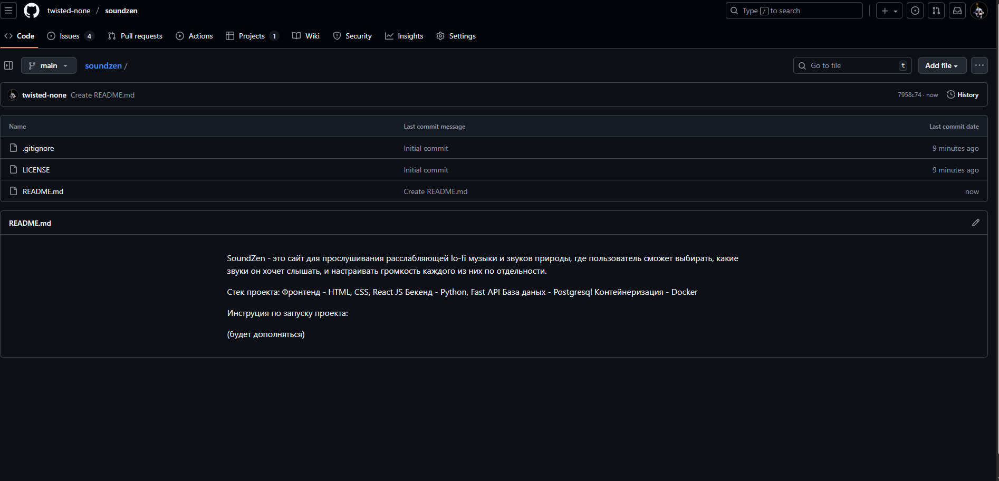 twisted-none / soundzen
Type / to search
Code
Issues 4
Pull requests
Actions
Projects 1
Wiki
Security
Insights
Settings
main
soundzen /
Go to file
t
Add file
twisted-none Create README.md
7958c74 · now
History
Name Last commit message Last commit date
.gitignore Initial commit 9 minutes ago
LICENSE Initial commit 9 minutes ago
README.md Create README.md now
README.md
SoundZen - это сайт для прослушивания расслабляющей lo-fi музыки и звуков природы, где пользователь сможет выбирать, какие
звуки он хочет слышать, и настраивать громкость каждого из них по отдельности.
Стек проекта: Фронтенд - HTML, CSS, React JS Бекенд - Python, Fast API База даных - Postgresql Контейнеризация - Docker
Инструция по запуску проекта:
(будет дополняться)